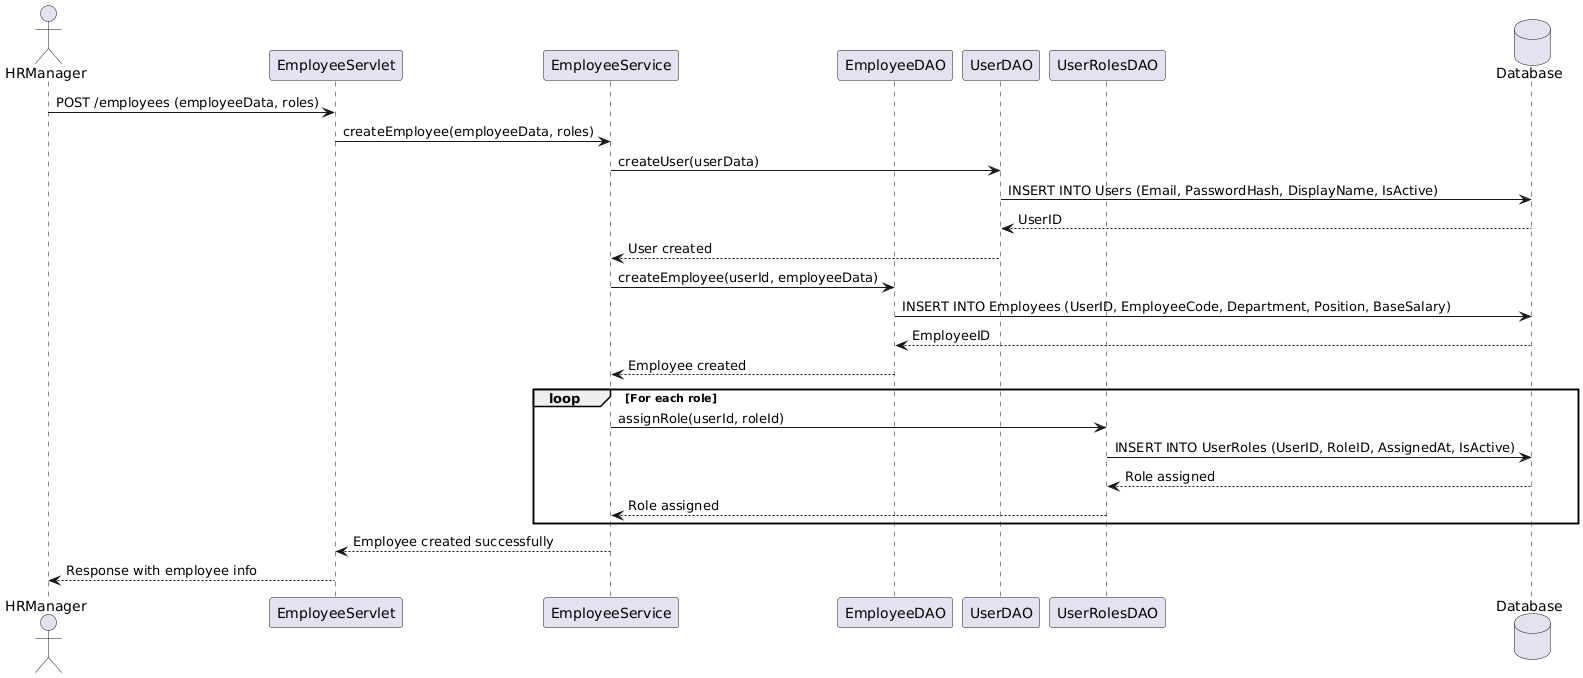 HRManager
EmployeeServlet
EmployeeService
EmployeeDAO
UserDAO
UserRolesDAO
Database
POST /employees (employeeData, roles)
createEmployee(employeeData, roles)
createUser(userData)
INSERT INTO Users (Email, PasswordHash, DisplayName, IsActive)
UserID
User created
createEmployee(userId, employeeData)
INSERT INTO Employees (UserID, EmployeeCode, Department, Position, BaseSalary)
EmployeeID
Employee created
loop [For each role]
assignRole(userId, roleId)
INSERT INTO UserRoles (UserID, RoleID, AssignedAt, IsActive)
Role assigned
Role assigned
Employee created successfully
Response with employee info
HRManager
EmployeeServlet
EmployeeService
EmployeeDAO
UserDAO
UserRolesDAO
Database